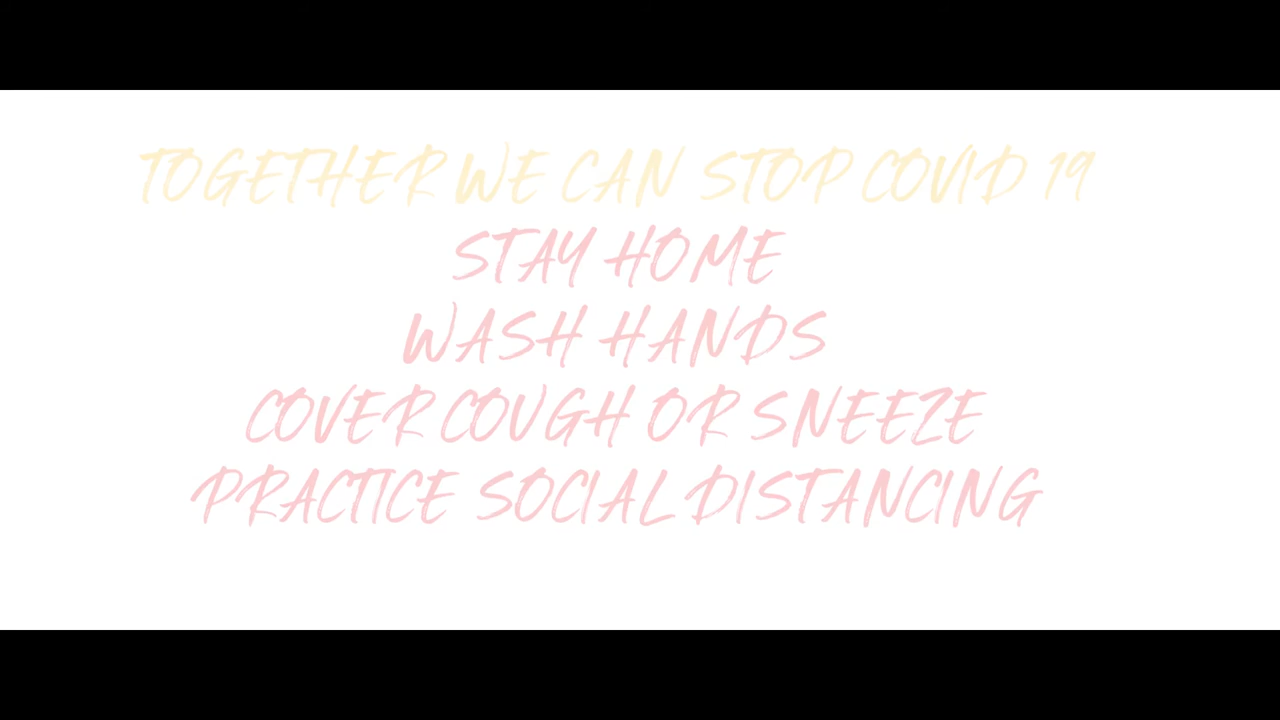 TOGETHER WE CAN STOP COVID 19
STAY HOME
WASH HANDS
COVER COUGH OR SNEEZE
PRACTICE SOCIAL DISTANCING